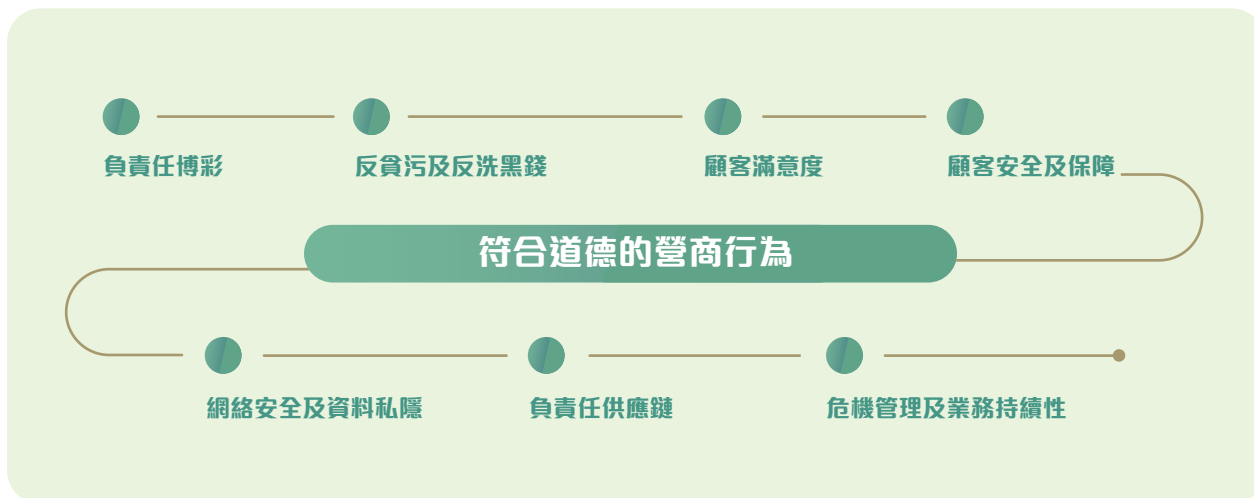 負責任博彩
反貪污及反洗黑錢
顧客滿意度
顧客安全及保障
符合道德的營商行為
網絡安全及資料私隱
負責任供應鏈
危機管理及業務持續性